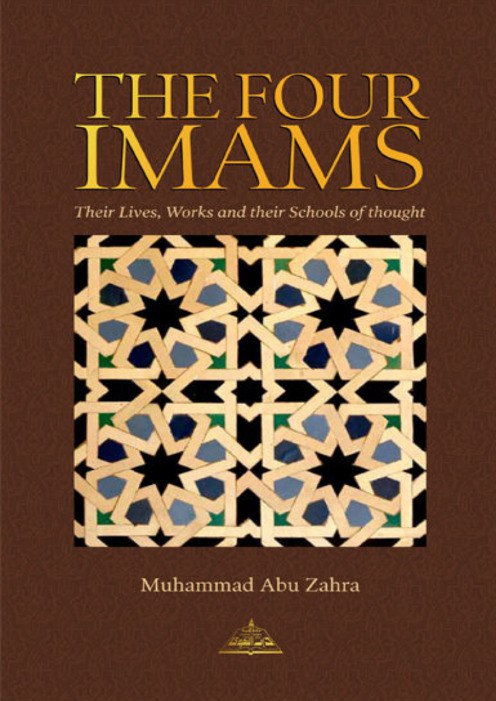 THE FOUR
IMAMS
Their Lives, Works and their Schools of thought
Muhammad Abu Zahra